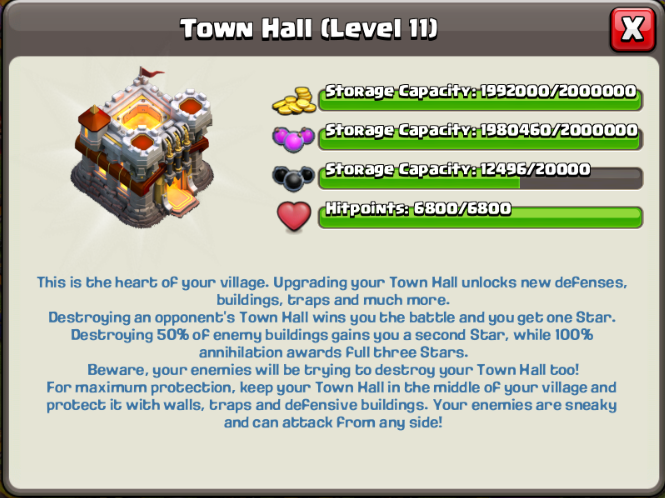 Town Hall (Level 11)
X
Storage Capacity: 1992000/2000000
Storage Capacity: 1980460/2000000
Storage Capacity: 12496/20000
Hitpoints: 6800/6800
This is the heart of your village. Upgrading your Town Hall unlocks new defenses,
buildings, traps and much more.
Destroying an opponent's Town Hall wins you the battle and you get one Star.
Destroying 50% of enemy buildings gains you a second Star, while 100%
annihilation awards full three Stars.
Beware, your enemies will be trying to destroy your Town Hall too!
For maximum protection, keep your Town Hall in the middle of your village and
protect it with walls, traps and defensive buildings. Your enemies are sneaky
and can attack from any side!